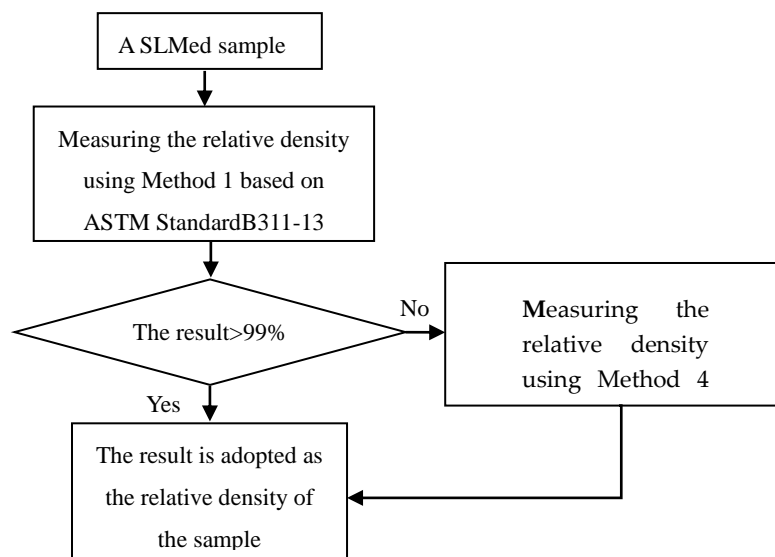 A SLMed sample
Measuring the relative density
using Method 1 based on
ASTM StandardB311-13
The result>99%
No
Measuring the
relative density
using Method 4
Yes
The result is adopted as
the relative density of
the sample